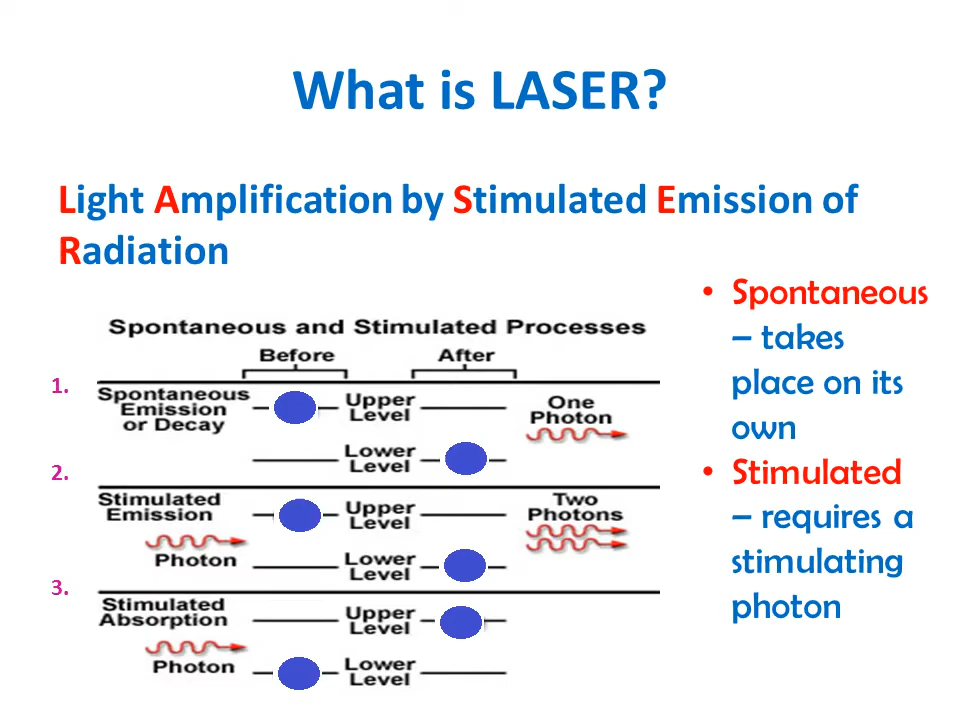 What is LASER?
Light Amplification by Stimulated Emission of
Radiation
Spontaneous and Stimulated Processes
Before After
1.
Spontaneous
Emission
or Decay
Upper
Level
One
Photon
Lower
Level
2.
Stimulated
Emission
Upper
Level
Two
Photons
Photon
Lower
Level
3.
Stimulated
Absorption
Upper
Level
Photon
Lower
Level
• Spontaneous
– takes
place on its
own
• Stimulated
– requires a
stimulating
photon